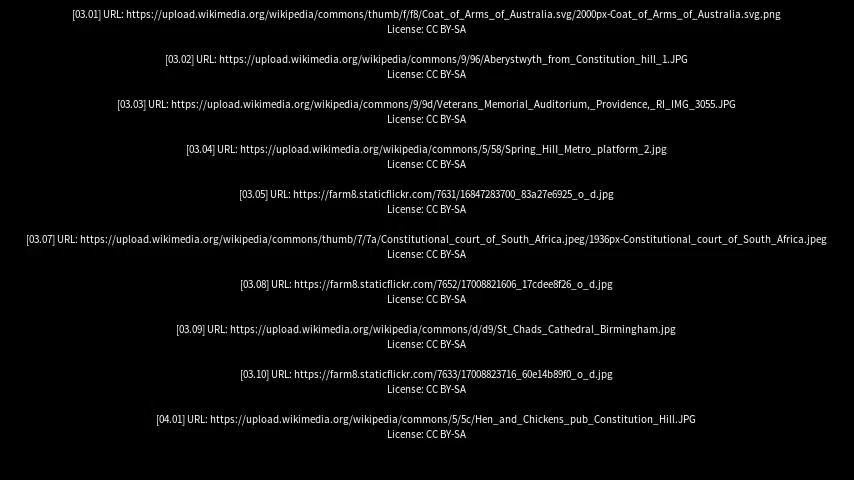 [03.01] URL: https://upload.wikimedia.org/wikipedia/commons/thumb/f/f8/Coat_of_Arms_of_Australia.svg/2000px-Coat_of_Arms_of_Australia.svg.png
License: CC BY-SA
[03.02] URL: https://upload.wikimedia.org/wikipedia/commons/9/96/Aberystwyth_from_Constitution_hill_1.JPG
License: CC BY-SA
[03.03] URL: https://upload.wikimedia.org/wikipedia/commons/9/9d/Veterans_Memorial_Auditorium,_Providence,_RI_IMG_3055.JPG
License: CC BY-SA
[03.04] URL: https://upload.wikimedia.org/wikipedia/commons/5/58/Spring_Hill_Metro_platform_2.jpg
License: CC BY-SA
[03.05] URL: https://farm8.staticflickr.com/7631/16847283700_83a27e6925_o_d.jpg
License: CC BY-SA
[03.07] URL: https://upload.wikimedia.org/wikipedia/commons/thumb/7/7a/Constitutional_court_of_South_Africa.jpeg/1936px-Constitutional_court_of_South_Africa.jpeg
License: CC BY-SA
[03.08] URL: https://farm8.staticflickr.com/7652/17008821606_17cdee8f26_o_d.jpg
License: CC BY-SA
[03.09] URL: https://upload.wikimedia.org/wikipedia/commons/d/d9/St_Chads_Cathedral_Birmingham.jpg
License: CC BY-SA
[03.10] URL: https://farm8.staticflickr.com/7633/17008823716_60e14b89f0_o_d.jpg
License: CC BY-SA
[04.01] URL: https://upload.wikimedia.org/wikipedia/commons/5/5c/Hen_and_Chickens_pub_Constitution_Hill.JPG
License: CC BY-SA